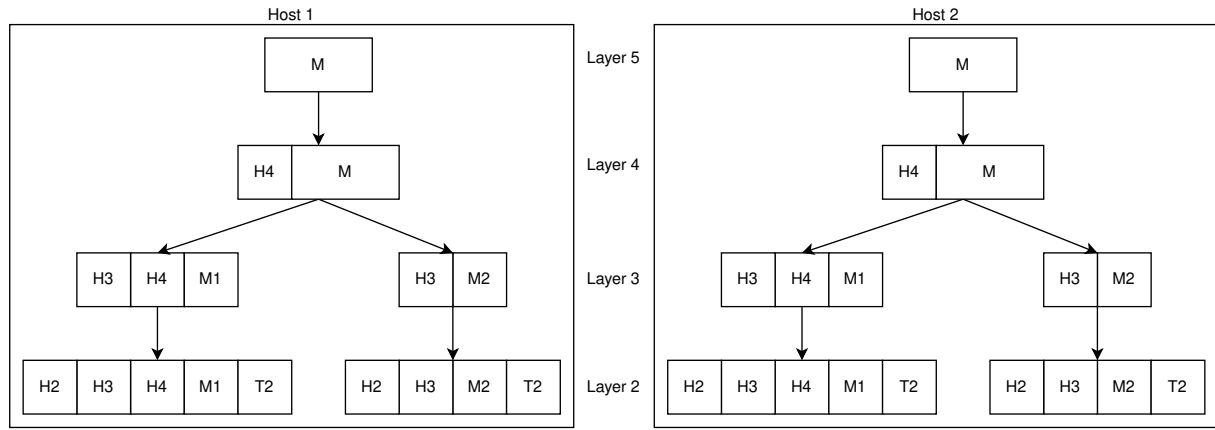 Host 1 Host 2
M Layer 5 M
H4 M Layer 4 H4 M
H3 H4 M1 H3 M2 Layer 3 H3 H4 M1 H3 M2
H2 H3 H4 M1 T2 H2 H3 M2 T2 Layer 2 H2 H3 H4 M1 T2 H2 H3 M2 T2